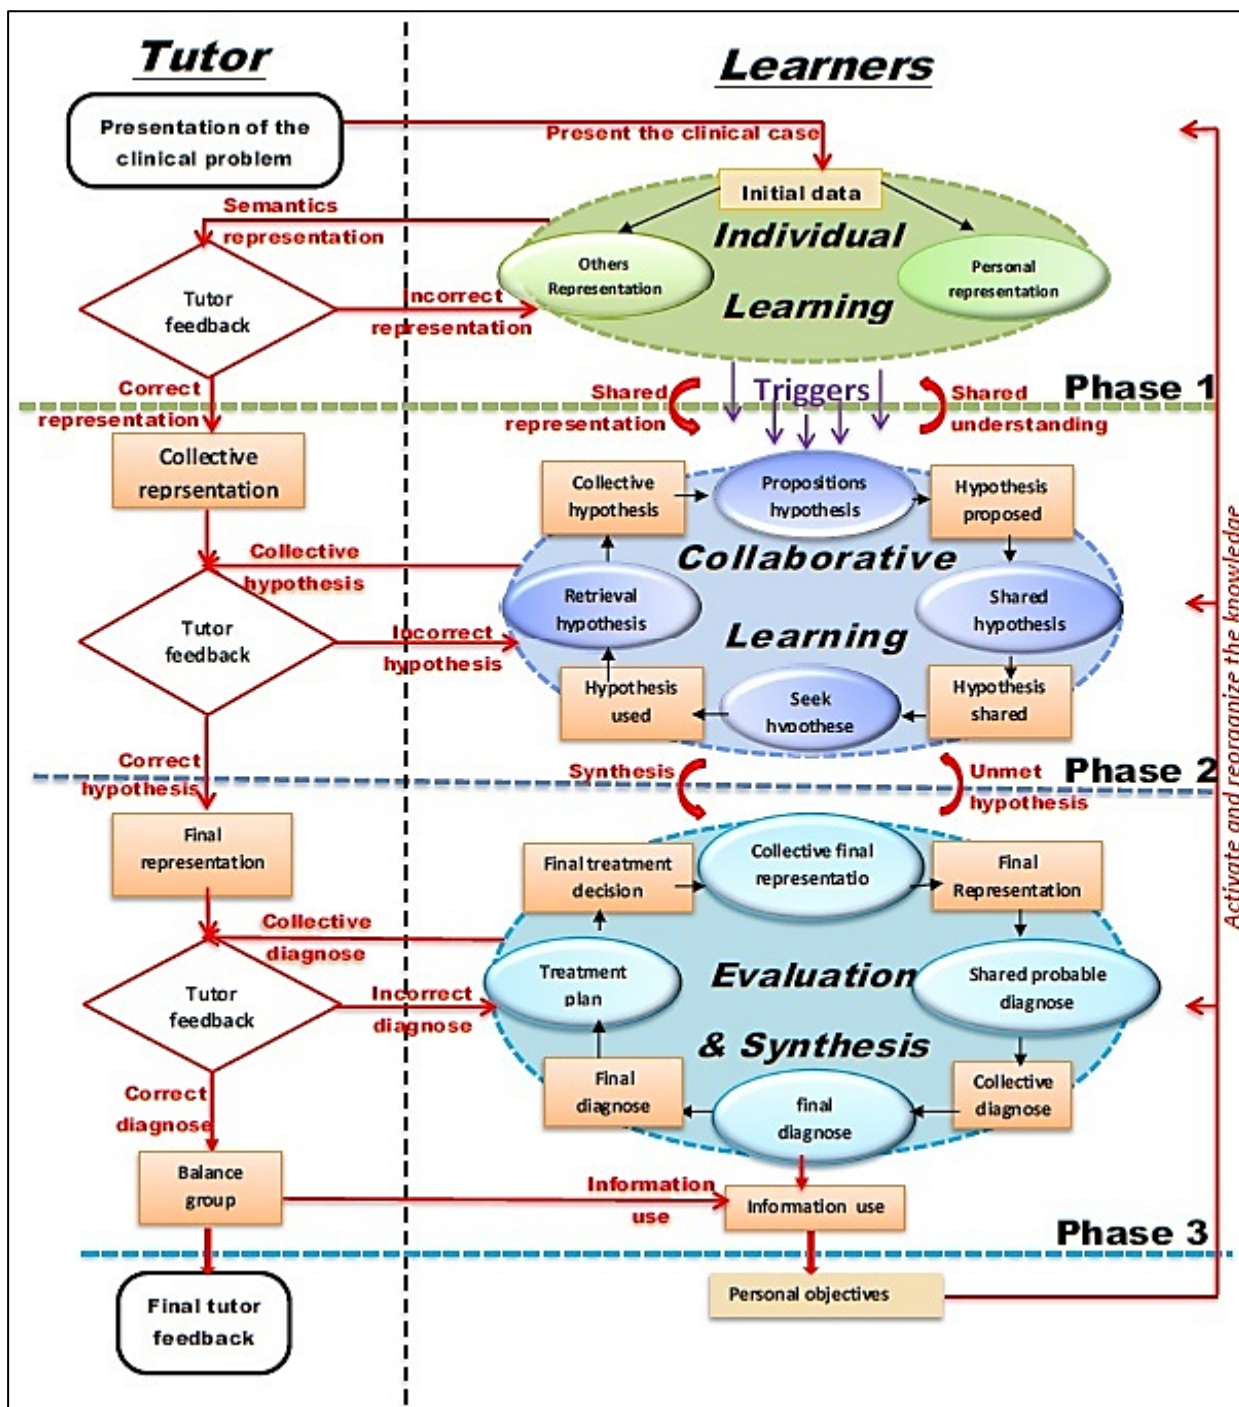 Tutor
Learners
Presentation of the
clinical problem
Present the clinical case
Initial data
Semantics
representation
Individual
Others
Representation
Personal
representation
Tutor
feedback
Incorrect
representation
Learning
Correct
representation
Shared
representation
Triggers
Shared
understanding
Phase 1
Collective
reprsentation
Collective
hypothesis
Propositions
hypothesis
Hypothesis
proposed
Collective
hypothesis
Collaborative
Retrieval
hypothesis
Shared
hypothesis
Tutor
feedback
Incorrect
hypothesis
Learning
Hypothesis
used
Seek
hypothese
Hypothesis
shared
Correct
hypothesis
Synthesis
Unmet
hypothesis
Phase 2
Activate and reorganize the knowledge
Final
representation
Final treatment
decision
Collective final
representatio
Final
Representation
Collective
diagnose
Treatment
plan
Evaluation
Shared probable
diagnose
Tutor
feedback
Incorrect
diagnose
& Synthesis
Final
diagnose
final
diagnose
Collective
diagnose
Correct
diagnose
Balance
group
Information
use
Information use
Phase 3
Final tutor
feedback
Personal objectives